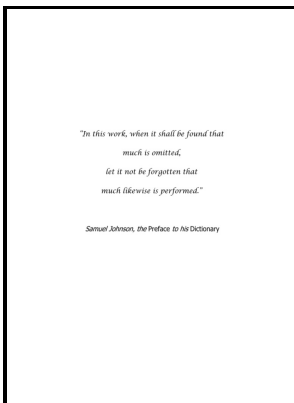 "In this work, when it shall be found that
much is omitted,
let it not be forgotten that
much likewise is performed."
Samuel Johnson, the Preface to his Dictionary